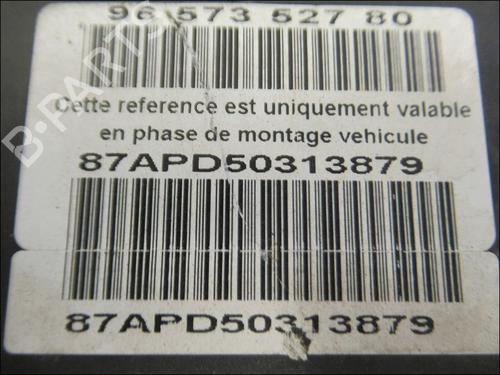 96 573 527 80
Cette reference est uniquement valable
en phase de montage vehicule
87APD50313879
87APD50313879
B-PARTS